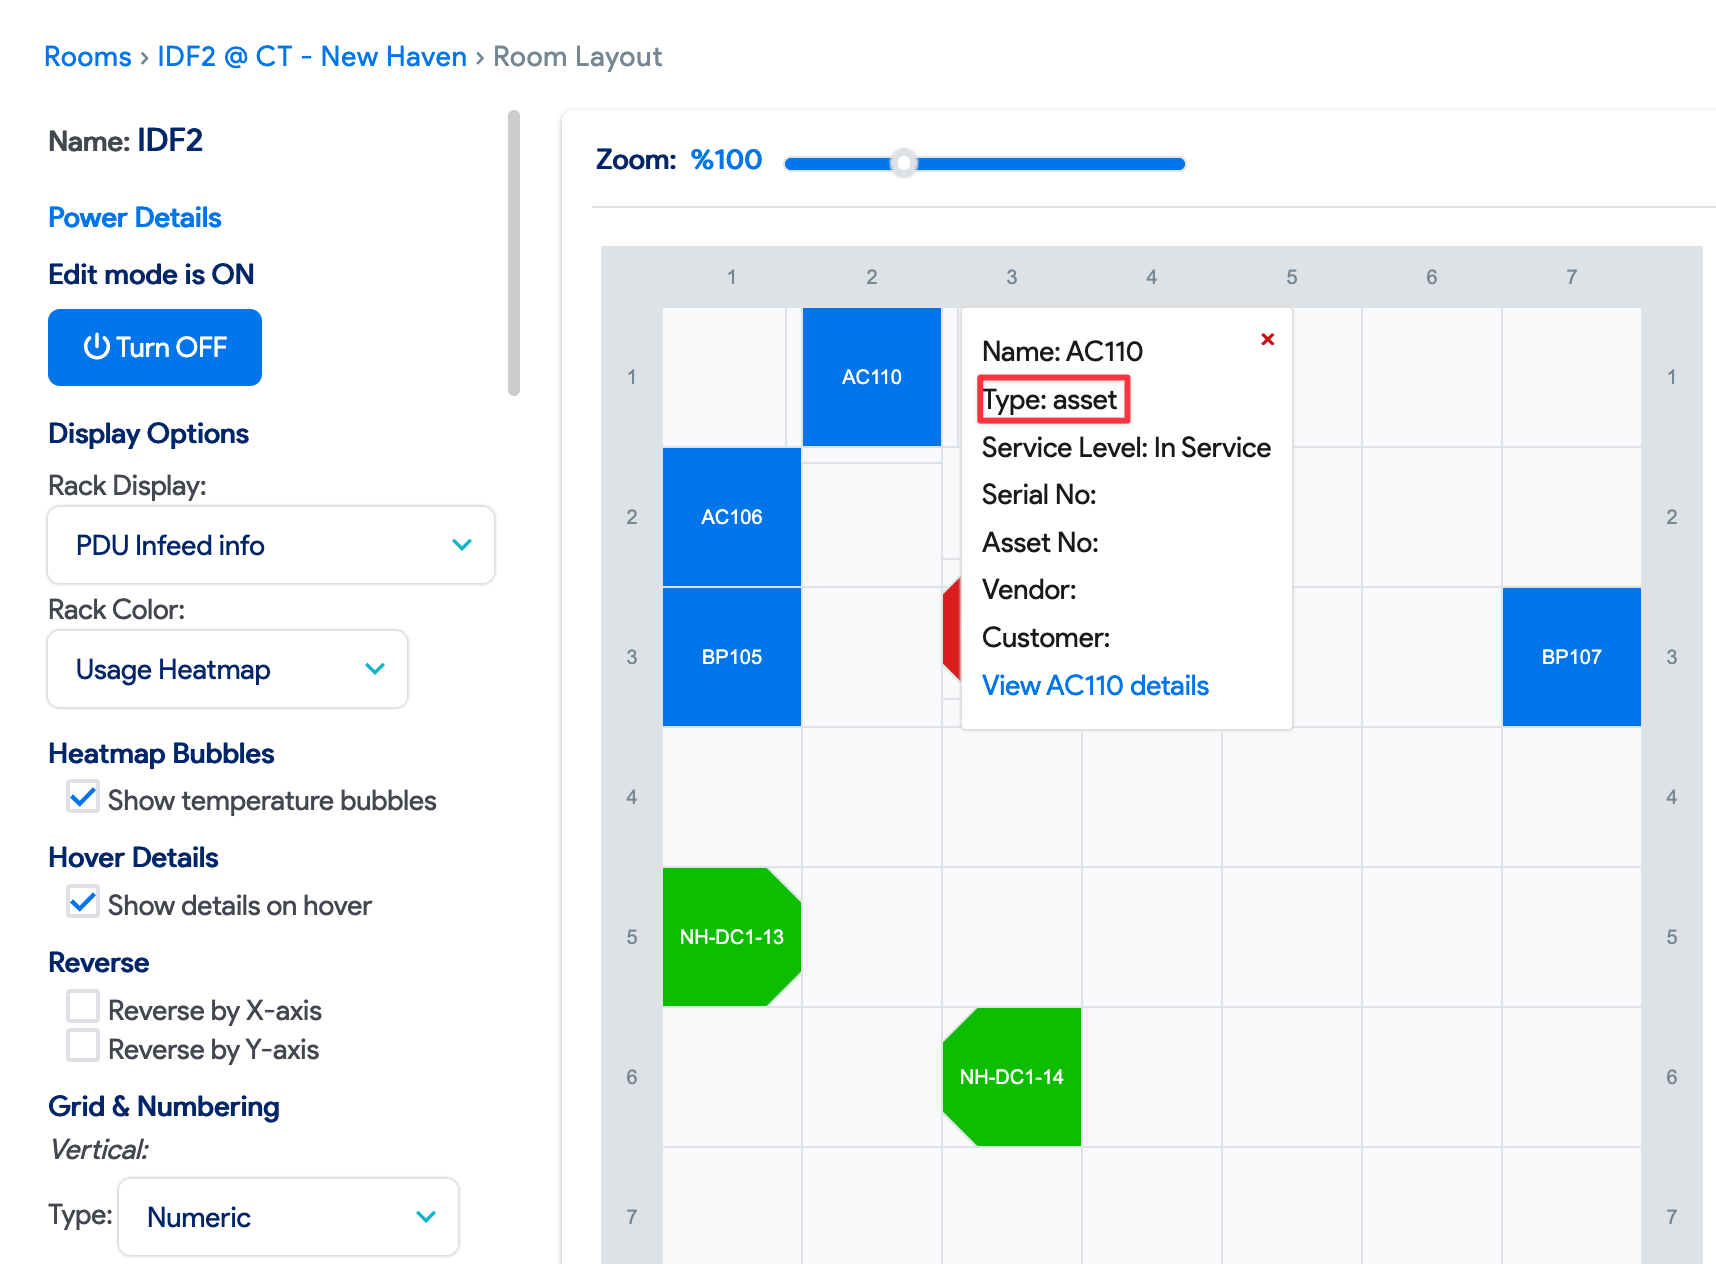 Rooms › IDF2 @ CT - New Haven › Room Layout
Name: IDF2
Power Details
Edit mode is ON
Turn OFF
Display Options
Rack Display:
PDU Infeed info
Rack Color:
Usage Heatmap
Heatmap Bubbles
Show temperature bubbles
Hover Details
Show details on hover
Reverse
Reverse by X-axis
Reverse by Y-axis
Grid & Numbering
Vertical:
Type: Numeric
Zoom: %100
1 2 3 4 5 6 7
1 AC110 1
Name: AC110
Type: asset
Service Level: In Service
Serial No:
Asset No:
Vendor:
Customer:
View AC110 details
2 AC106 2
3 BP105 BP107 3
4 4
5 NH-DC1-13 5
6 NH-DC1-14 6
7 7